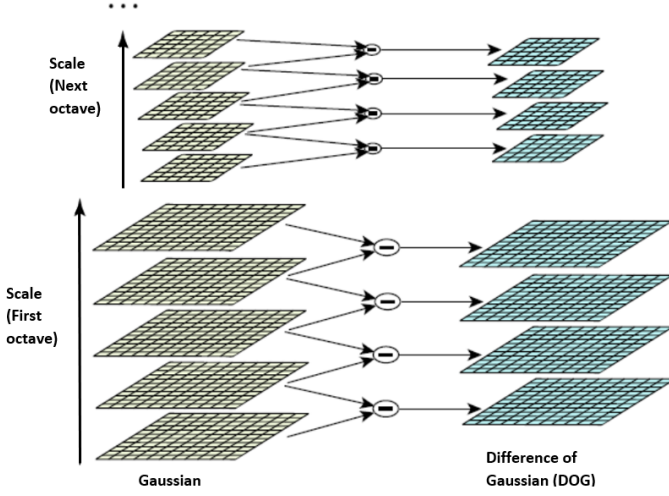 ...
Scale
(Next
octave)
Scale
(First
octave)
Gaussian
Difference of
Gaussian (DOG)